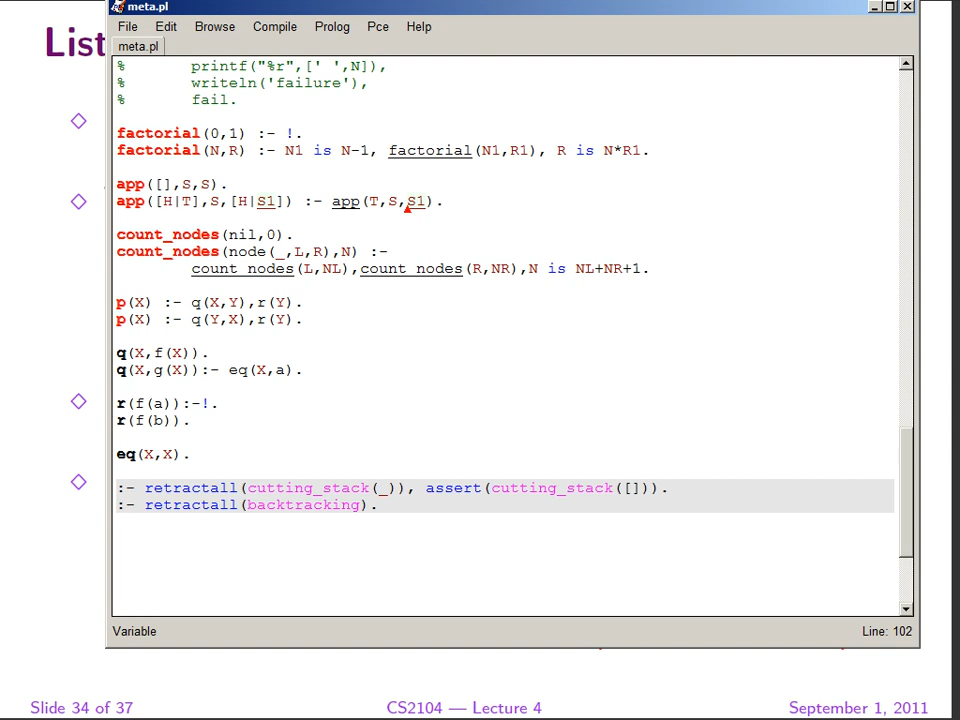 meta.pl
List
File Edit Browse Compile Prolog Pce Help
meta.pl
% printf("%r",[' ',N]),
% writeln('failure'),
% fail.
factorial(0,1) :- !.
factorial(N,R) :- N1 is N-1, factorial(N1,R1), R is N*R1.
app([],S,S).
app([H|T],S,[H|S1]) :- app(T,S,S1).
count_nodes(nil,0).
count_nodes(node(_,L,R),N) :-
count_nodes(L,NL),count_nodes(R,NR),N is NL+NR+1.
p(X) :- q(X,Y),r(Y).
p(X) :- q(Y,X),r(Y).
q(X,f(X)).
q(X,g(X)):- eq(X,a).
r(f(a)):-!.
r(f(b)).
eq(X,X).
:- retractall(cutting_stack(_)), assert(cutting_stack([])).
:- retractall(backtracking).
Variable Line: 102
Slide 34 of 37 CS2104 — Lecture 4 September 1, 2011